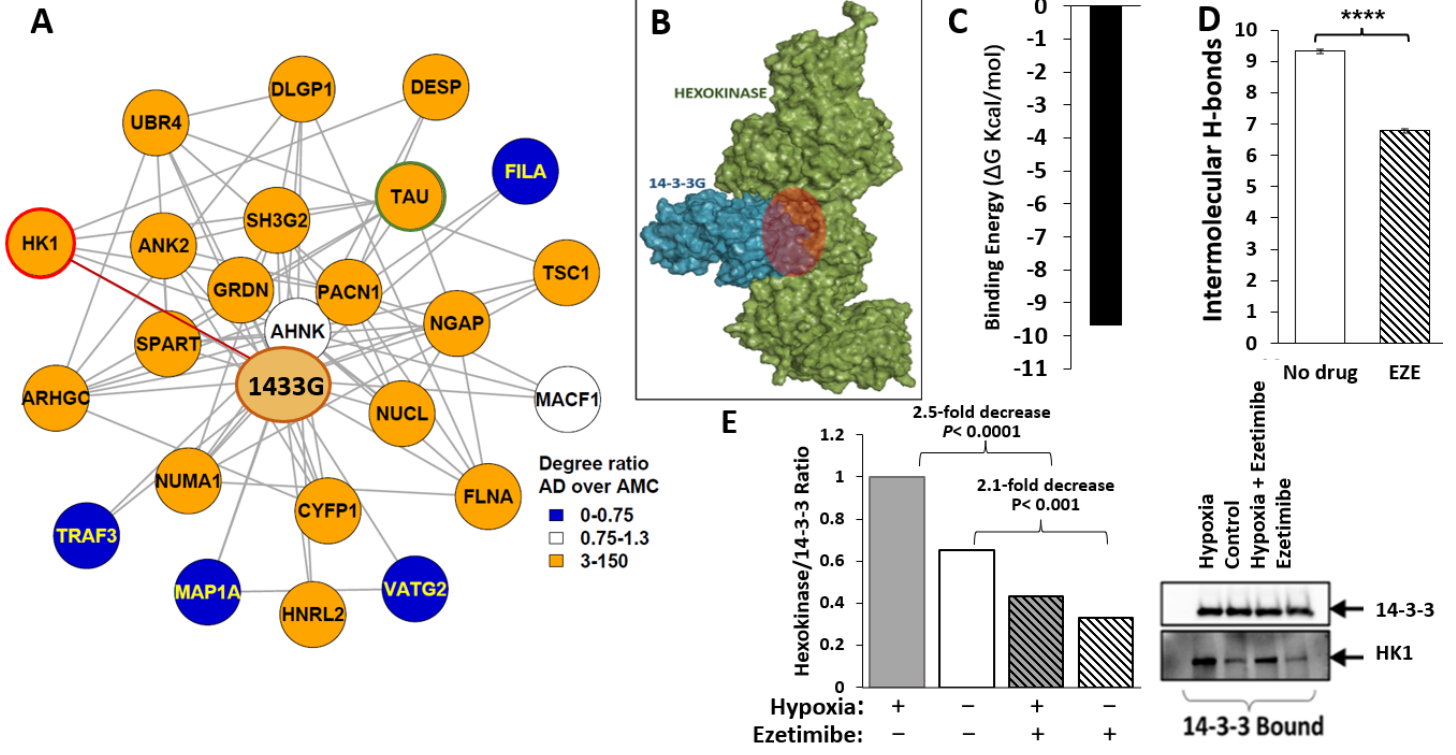 A
DLGP1
DESP
UBR4
FILA
TAU
SH3G2
HK1
ANK2
TSC1
GRDN
PACN1
AHNK
NGAP
SPART
1433G
ARHGC
MACF1
NUCL
NUMA1
FLNA
CYFP1
TRAF3
MAP1A
VATG2
HNRL2
Degree ratio
AD over AMC
0-0.75
0.75-1.3
3-150
B
HEXOKINASE
14-3-3G
C
Binding Energy (ΔG Kcal/mol)
0
-1
-2
-3
-4
-5
-6
-7
-8
-9
-10
-11
D
****
Intermolecular H-bonds
10
9
8
7
6
5
4
3
2
1
0
No drug EZE
E
2.5-fold decrease
P< 0.0001
2.1-fold decrease
P< 0.001
Hexokinase/14-3-3 Ratio
1.2
1
0.8
0.6
0.4
0.2
0
Hypoxia: + − + −
Ezetimibe: − − + +
Hypoxia
Control
Hypoxia + Ezetimibe
Ezetimibe
14-3-3
HK1
14-3-3 Bound